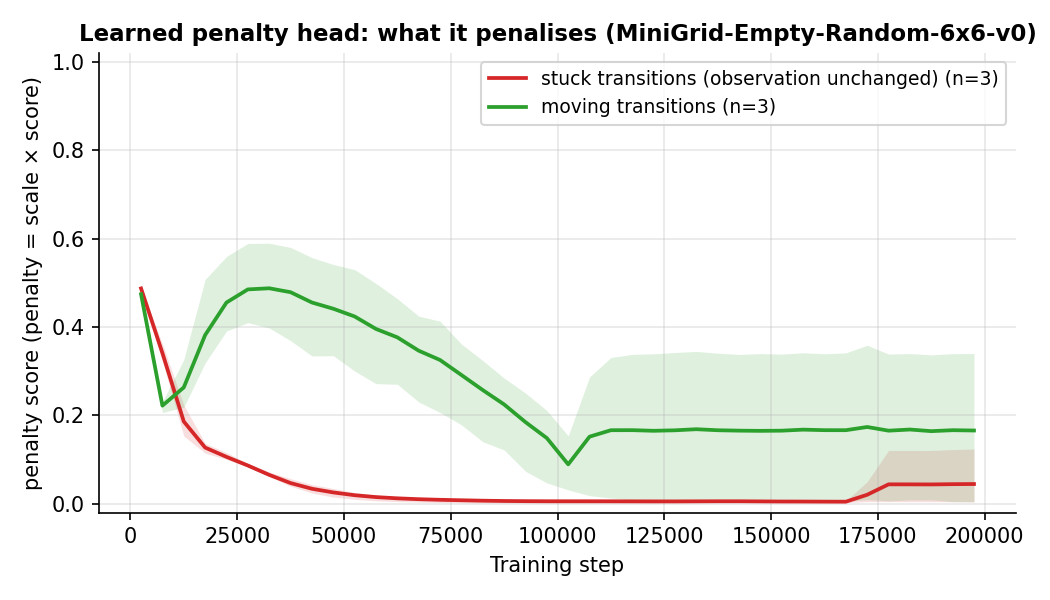 Learned penalty head: what it penalises (MiniGrid-Empty-Random-6x6-v0)
stuck transitions (observation unchanged) (n=3)
moving transitions (n=3)
penalty score (penalty = scale × score)
1.0
0.8
0.6
0.4
0.2
0.0
0 25000 50000 75000 100000 125000 150000 175000 200000
Training step